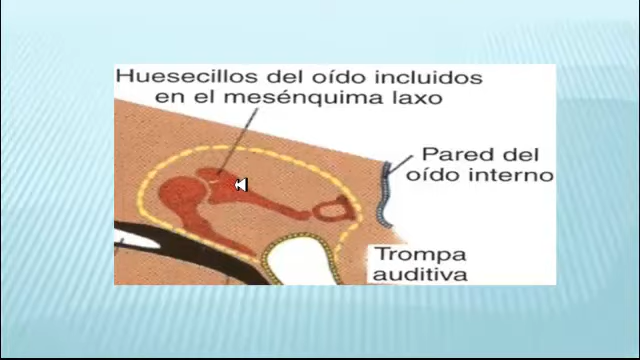 Huesecillos del oído incluidos
en el mesénquima laxo
Pared del
oído interno
Trompa
auditiva